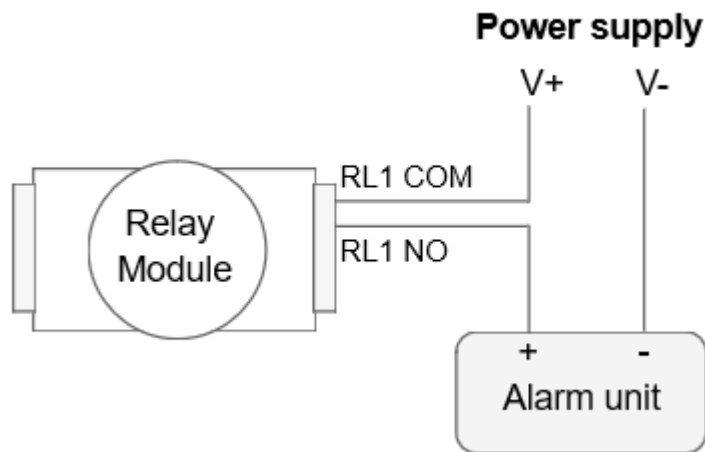 Power supply
V+ V-
RL1 COM
Relay
Module
RL1 NO
+ -
Alarm unit